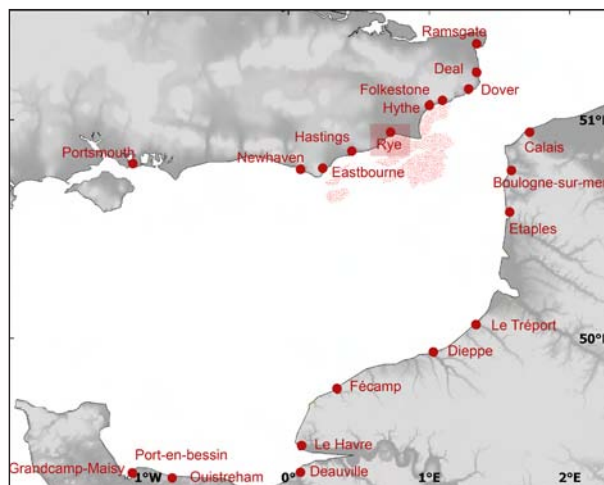 Ramsgate
Deal
Folkestone
Dover
Hythe
51°N
Hastings
Rye
Calais
Portsmouth
Newhaven
Eastbourne
Boulogne-sur-mer
Etaples
Le Tréport
50°N
Dieppe
Fécamp
Le Havre
Port-en-bessin
Grandcamp-Maisy
1°W
Ouistreham
0°
Deauville
1°E
2°E